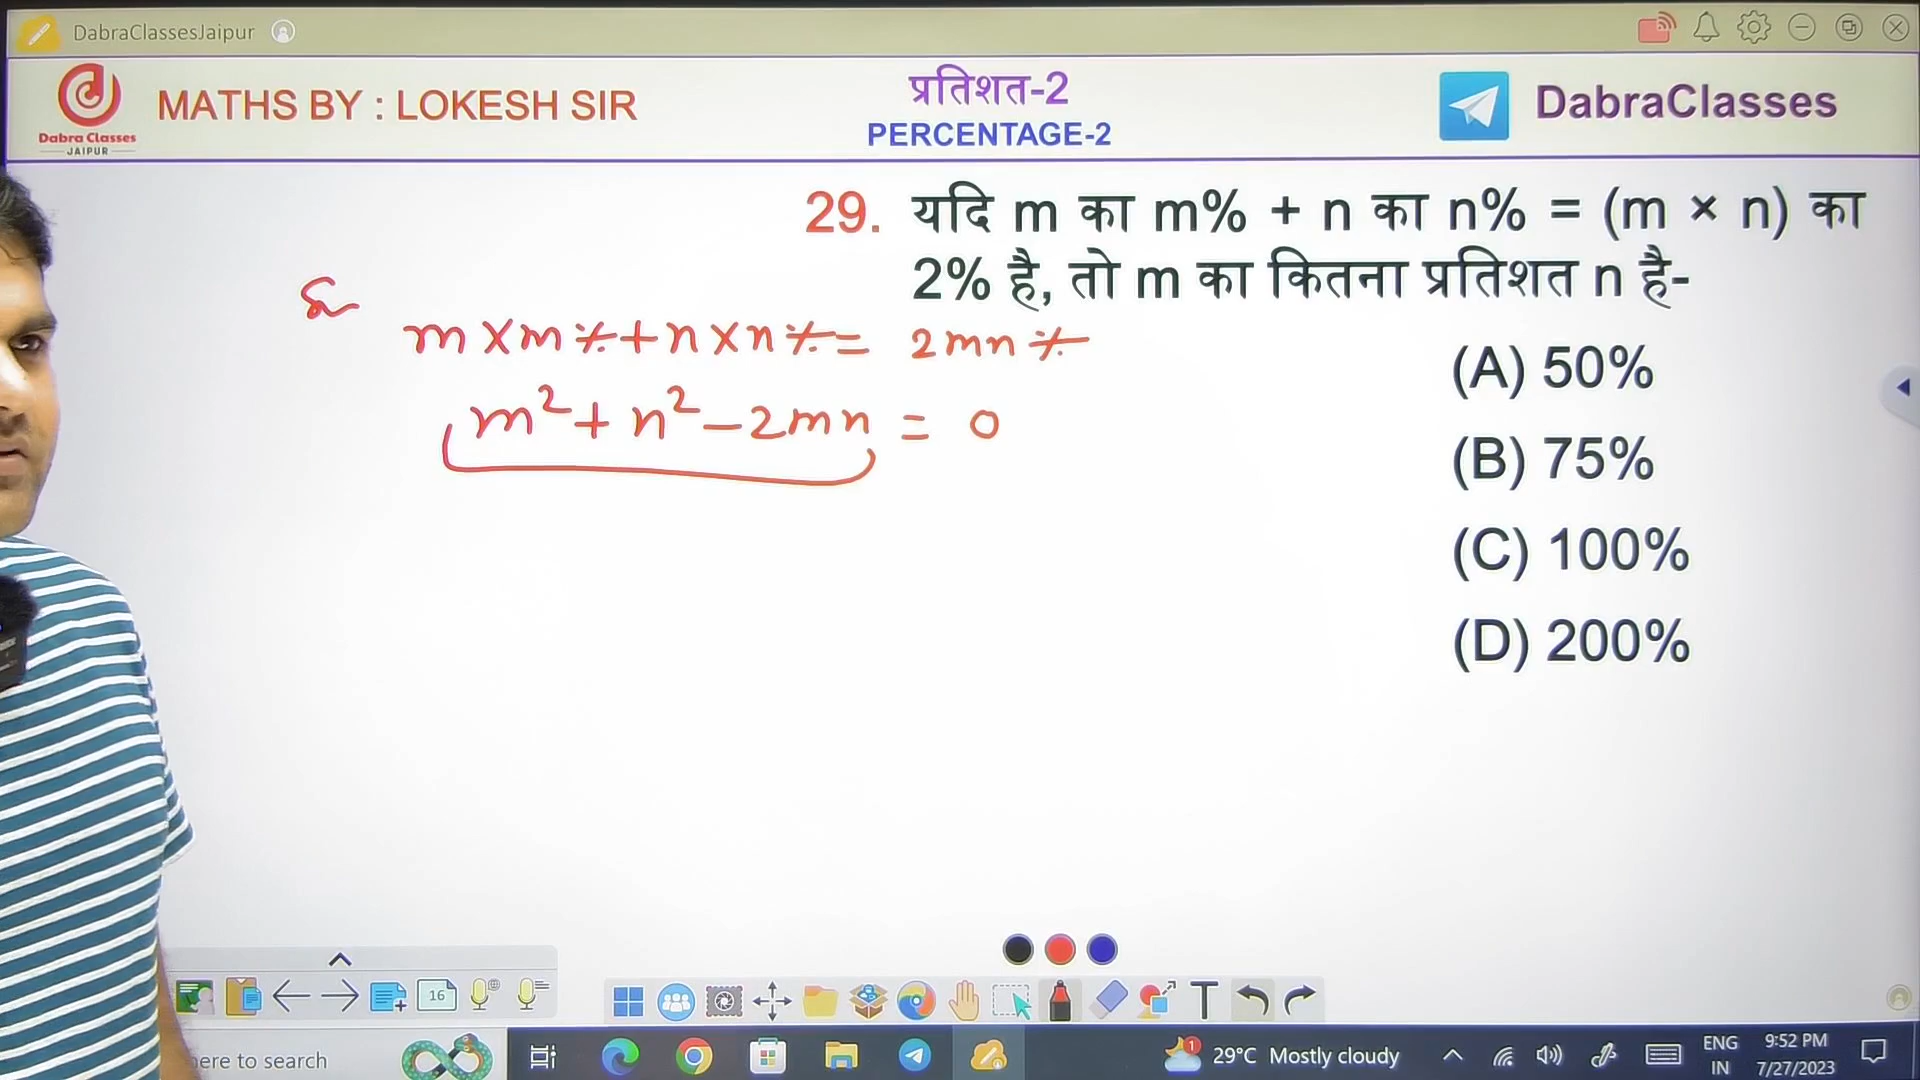 DabraClassesJaipur
Dabra Classes
JAIPUR
MATHS BY : LOKESH SIR
प्रतिशत-2
PERCENTAGE-2
DabraClasses
29. यदि m का m% + n का n% = (m × n) का
2% है, तो m का कितना प्रतिशत n है-
m × m % + n × n % = 2mn %
m² + n² - 2mn = 0
(A) 50%
(B) 75%
(C) 100%
(D) 200%
16
here to search
1
29°C Mostly cloudy
ENG
IN
9:52 PM
7/27/2023